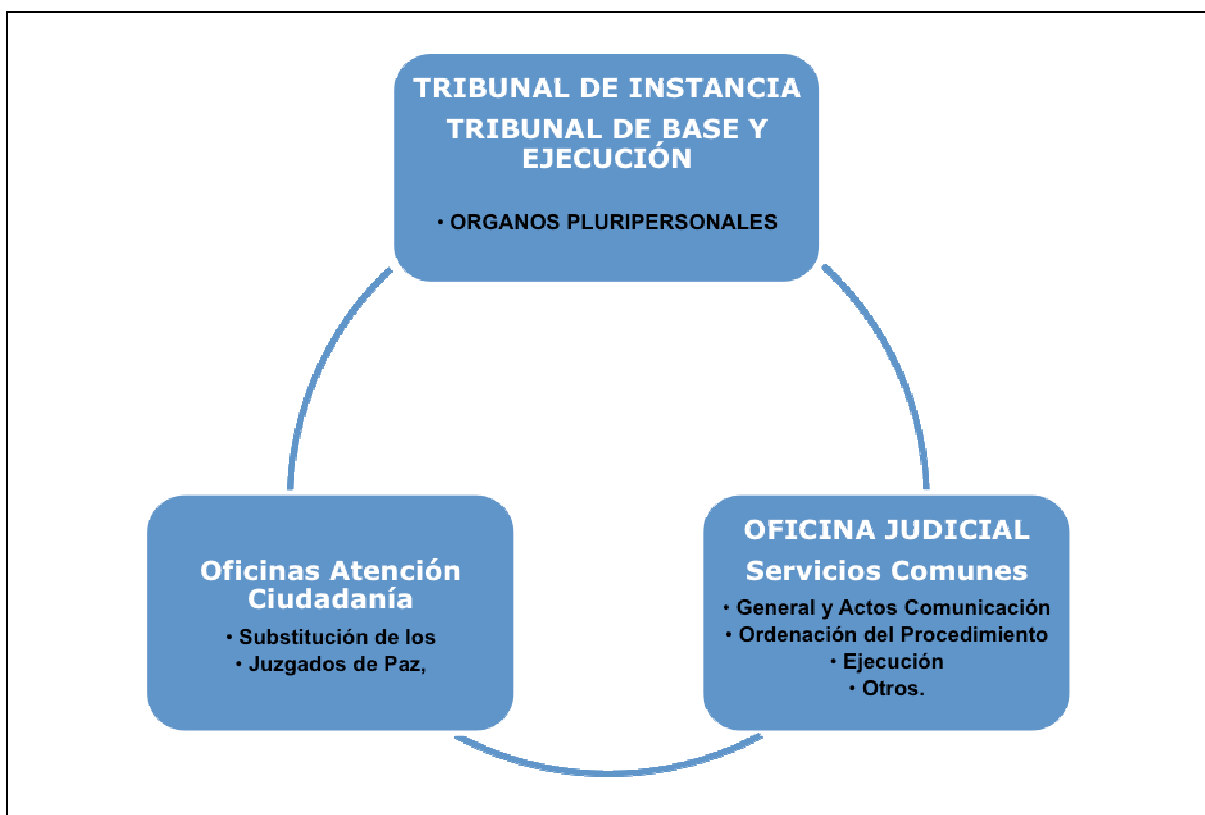 TRIBUNAL DE INSTANCIA
TRIBUNAL DE BASE Y
EJECUCIÓN
• ORGANOS PLURIPERSONALES
Oficinas Atención
Ciudadanía
• Substitución de los
• Juzgados de Paz,
OFICINA JUDICIAL
Servicios Comunes
• General y Actos Comunicación
• Ordenación del Procedimiento
• Ejecución
• Otros.